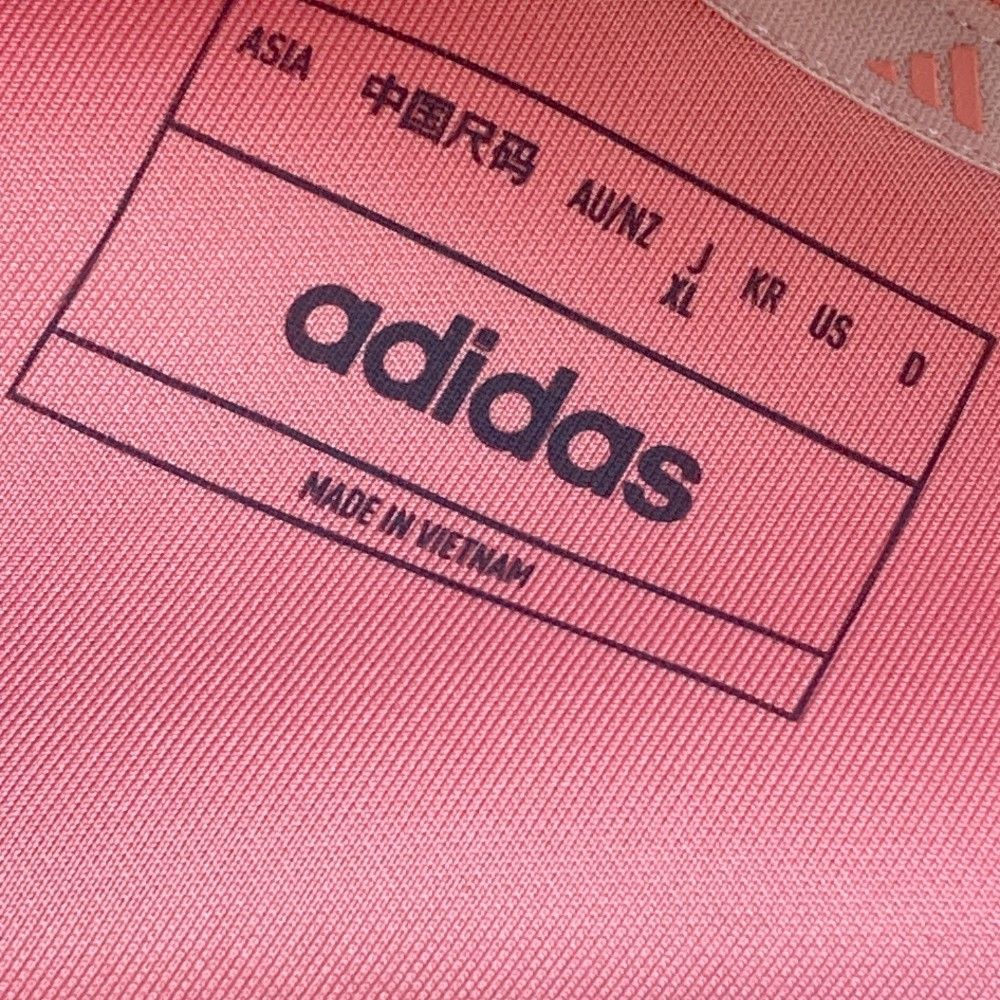 ASIA 中国尺码 AU/NZ J KR US D
XL
adidas
MADE IN VIETNAM